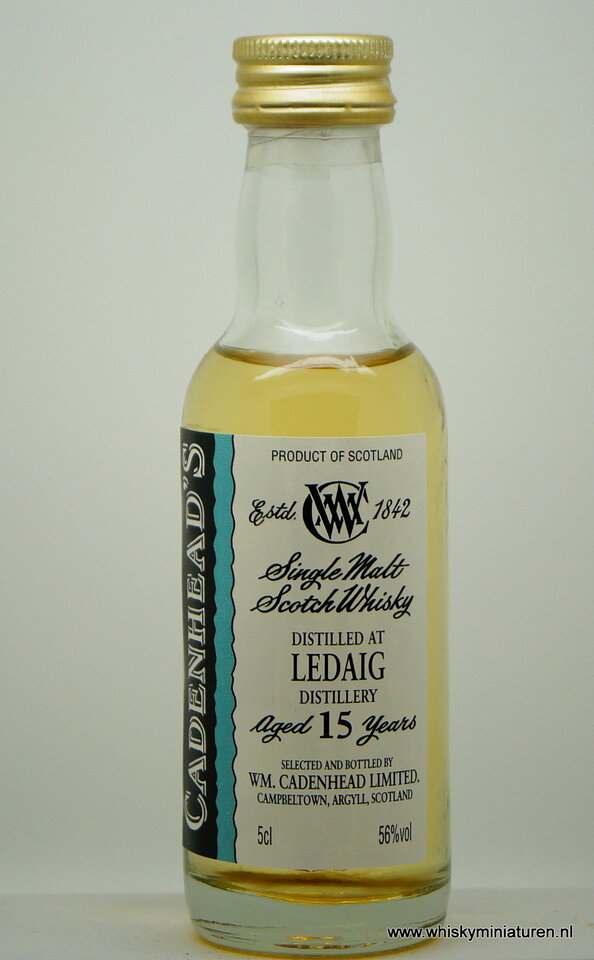 CADENHEAD'S
PRODUCT OF SCOTLAND
Estd. WMC 1842
Single Malt
Scotch Whisky
DISTILLED AT
LEDAIG
DISTILLERY
Aged 15 Years
SELECTED AND BOTTLED BY
WM. CADENHEAD LIMITED.
CAMPBELTOWN, ARGYLL, SCOTLAND
5cl 56%vol
www.whiskyminiaturen.nl